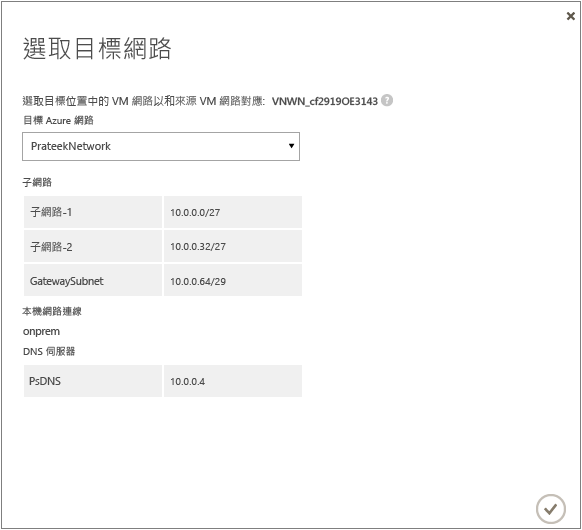 選取目標網路
選取目標位置中的 VM 網路以和來源 VM 網路對應: VNWN_cf2919OE3143 ?
目標 Azure 網路
PrateekNetwork
子網路
子網路-1 10.0.0.0/27
子網路-2 10.0.0.32/27
GatewaySubnet 10.0.0.64/29
本機網路連線
onprem
DNS 伺服器
PsDNS 10.0.0.4